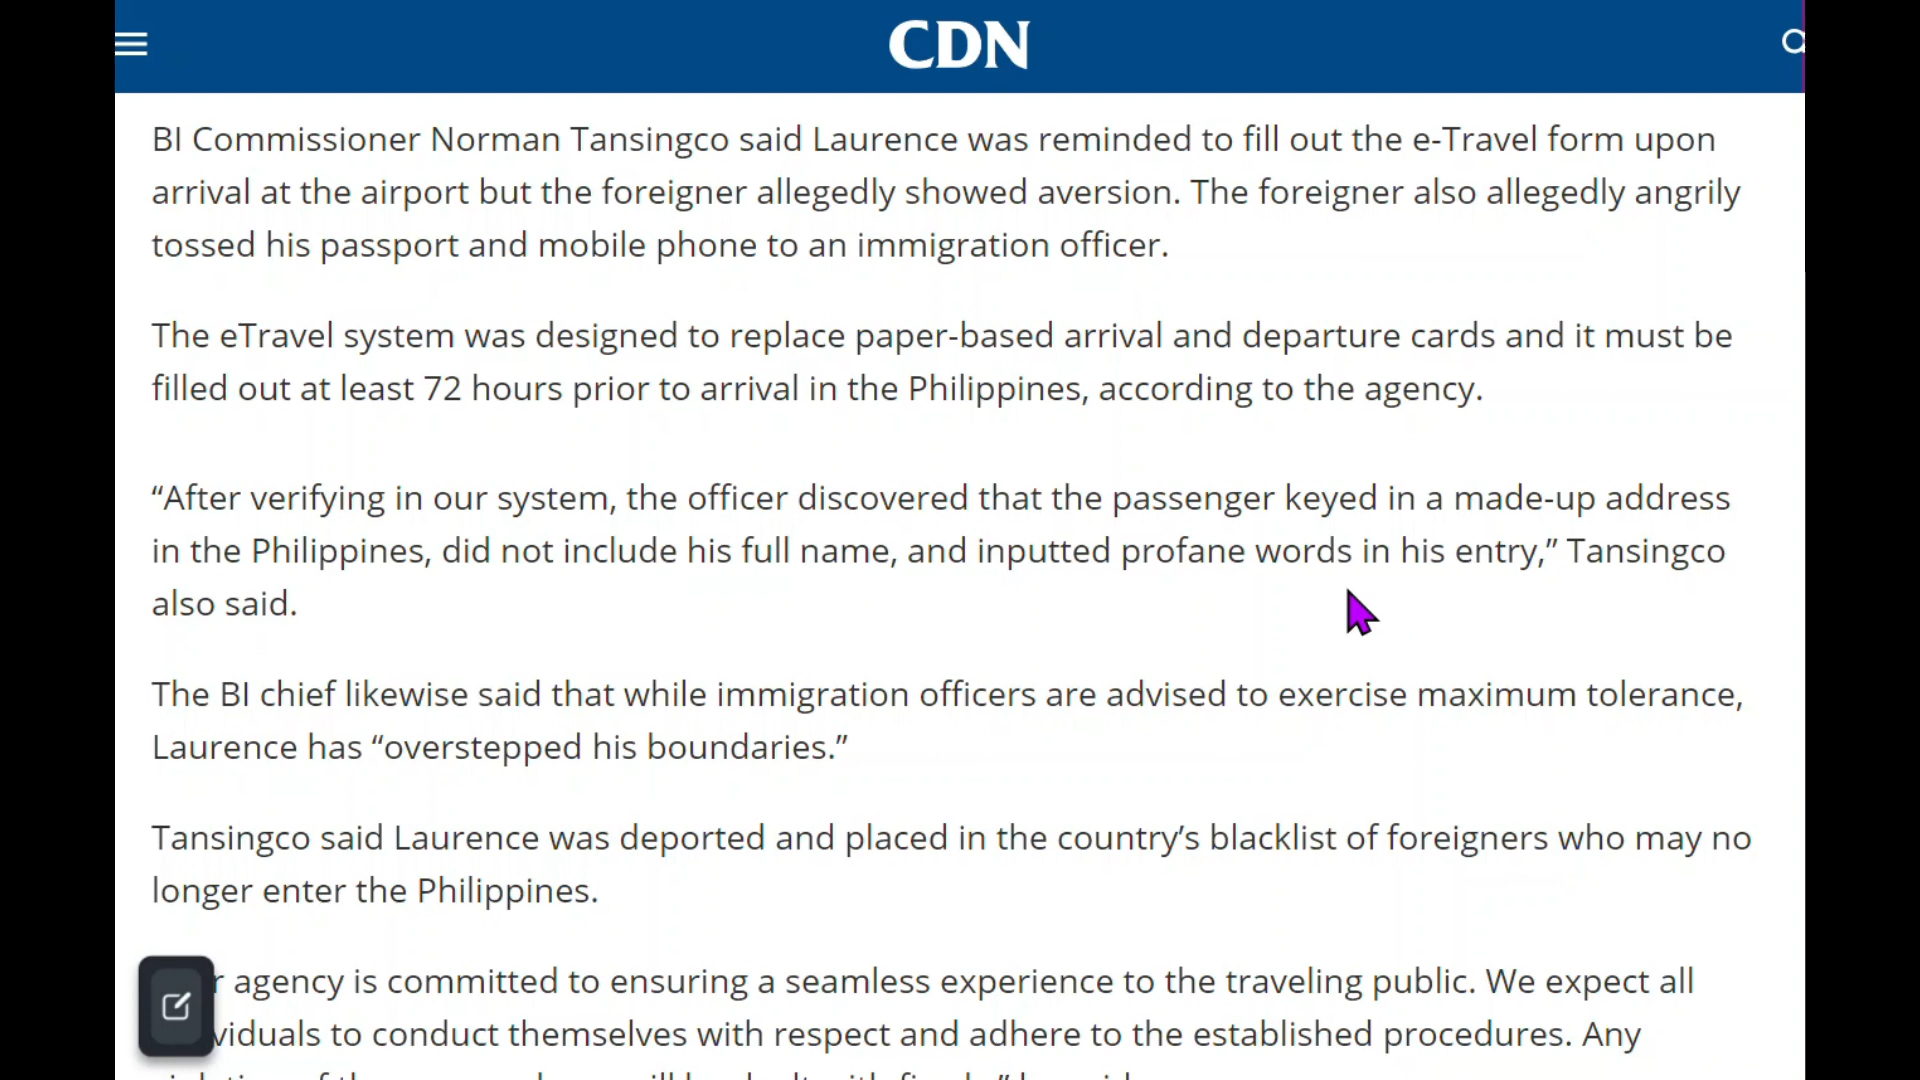 CDN
BI Commissioner Norman Tansingco said Laurence was reminded to fill out the e-Travel form upon
arrival at the airport but the foreigner allegedly showed aversion. The foreigner also allegedly angrily
tossed his passport and mobile phone to an immigration officer.
The eTravel system was designed to replace paper-based arrival and departure cards and it must be
filled out at least 72 hours prior to arrival in the Philippines, according to the agency.
“After verifying in our system, the officer discovered that the passenger keyed in a made-up address
in the Philippines, did not include his full name, and inputted profane words in his entry,” Tansingco
also said.
The BI chief likewise said that while immigration officers are advised to exercise maximum tolerance,
Laurence has “overstepped his boundaries.”
Tansingco said Laurence was deported and placed in the country’s blacklist of foreigners who may no
longer enter the Philippines.
agency is committed to ensuring a seamless experience to the traveling public. We expect all
viduals to conduct themselves with respect and adhere to the established procedures. Any